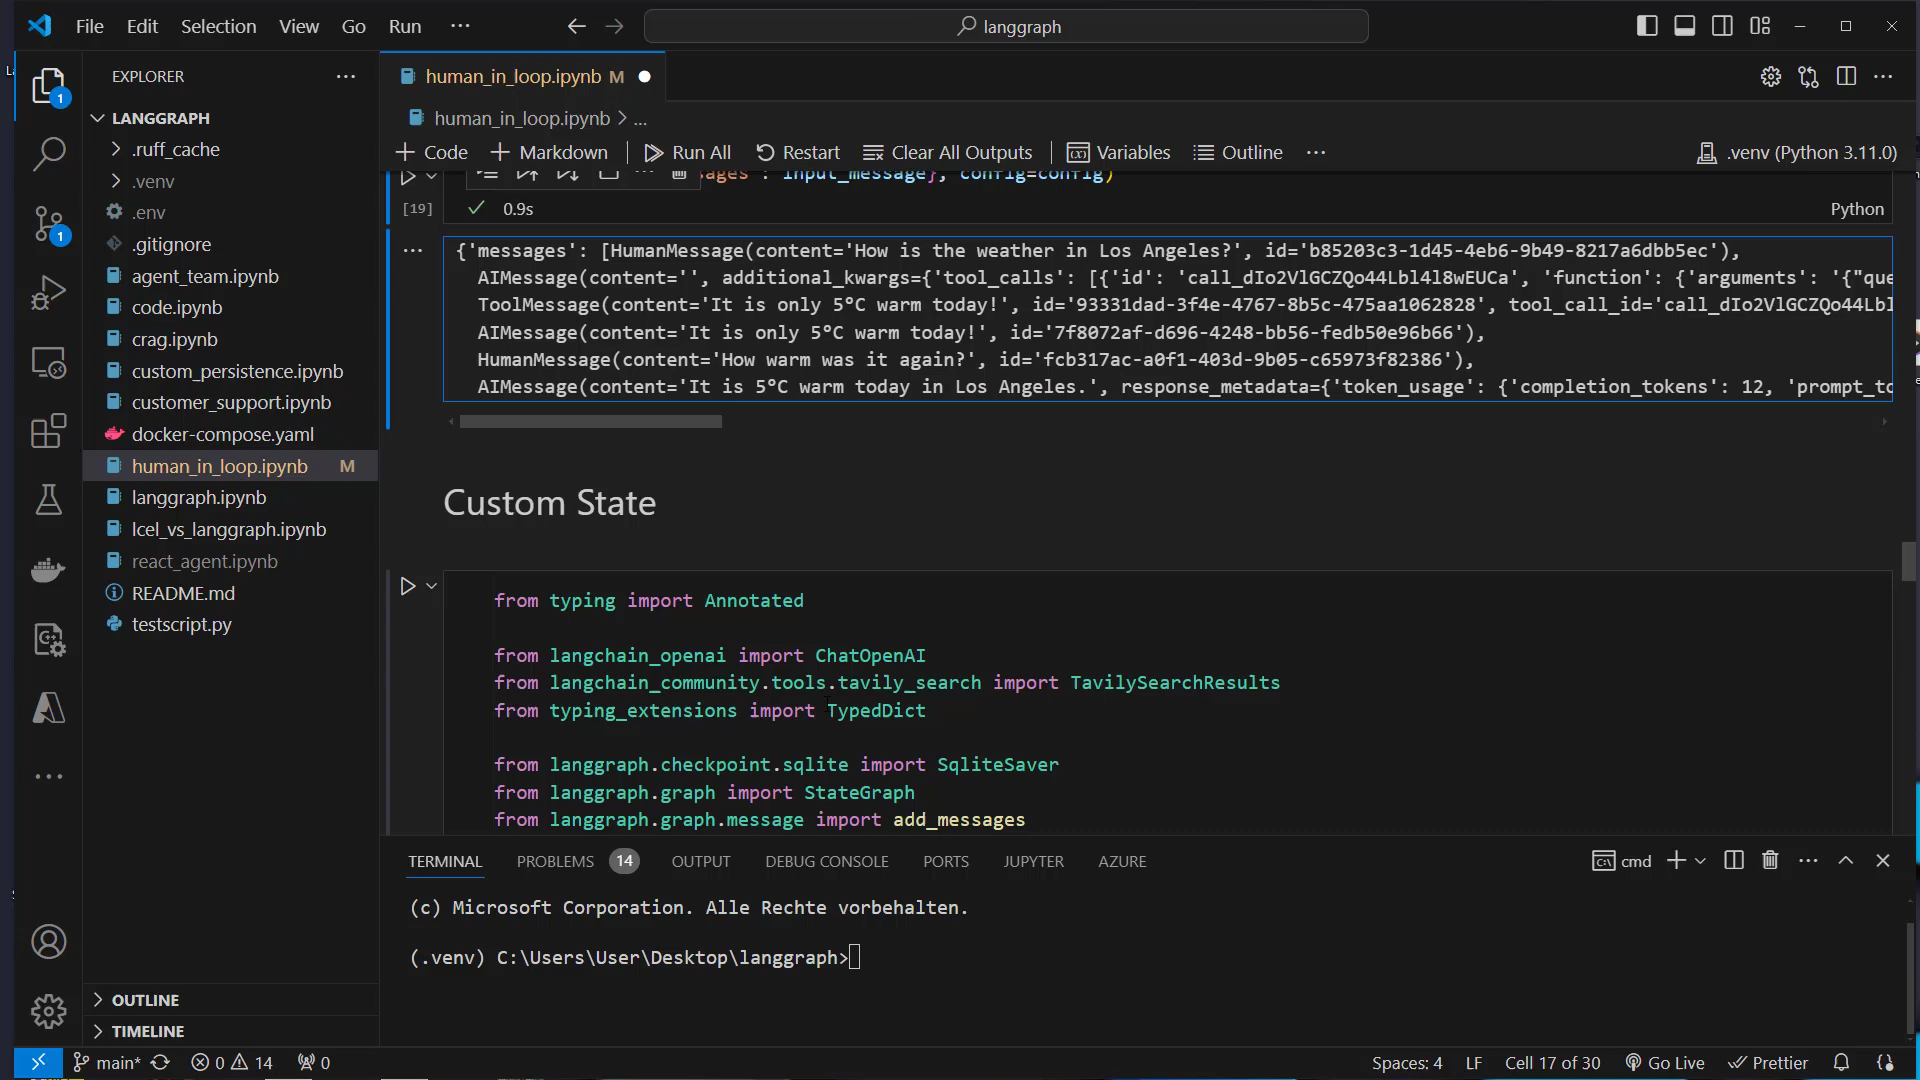 File Edit Selection View Go Run ...
langgraph
EXPLORER
human_in_loop.ipynb M
LANGGRAPH
human_in_loop.ipynb > ...
.ruff_cache
.venv
.env
.gitignore
agent_team.ipynb
code.ipynb
crag.ipynb
custom_persistence.ipynb
customer_support.ipynb
docker-compose.yaml
human_in_loop.ipynb M
langgraph.ipynb
lcel_vs_langgraph.ipynb
react_agent.ipynb
README.md
testscript.py
OUTLINE
TIMELINE
1
1
Code Markdown Run All Restart Clear All Outputs Variables Outline ... .venv (Python 3.11.0)
ages": input_message}, config=config)
[19] 0.9s Python
{'messages': [HumanMessage(content='How is the weather in Los Angeles?', id='b85203c3-1d45-4eb6-9b49-8217a6dbb5ec'),
AIMessage(content='', additional_kwargs={'tool_calls': [{'id': 'call_dIo2VlGCZQo44Lbl4l8wEUCa', 'function': {'arguments': '{"que
ToolMessage(content='It is only 5°C warm today!', id='93331dad-3f4e-4767-8b5c-475aa1062828', tool_call_id='call_dIo2VlGCZQo44Lbl
AIMessage(content='It is only 5°C warm today!', id='7f8072af-d696-4248-bb56-fedb50e96b66'),
HumanMessage(content='How warm was it again?', id='fcb317ac-a0f1-403d-9b05-c65973f82386'),
AIMessage(content='It is 5°C warm today in Los Angeles.', response_metadata={'token_usage': {'completion_tokens': 12, 'prompt_to
Custom State
from typing import Annotated
from langchain_openai import ChatOpenAI
from langchain_community.tools.tavily_search import TavilySearchResults
from typing_extensions import TypedDict
from langgraph.checkpoint.sqlite import SqliteSaver
from langgraph.graph import StateGraph
from langgraph.graph.message import add_messages
TERMINAL PROBLEMS 14 OUTPUT DEBUG CONSOLE PORTS JUPYTER AZURE cmd
(c) Microsoft Corporation. Alle Rechte vorbehalten.
(.venv) C:\Users\User\Desktop\langgraph>
main* 0 14 0 Spaces: 4 LF Cell 17 of 30 Go Live Prettier